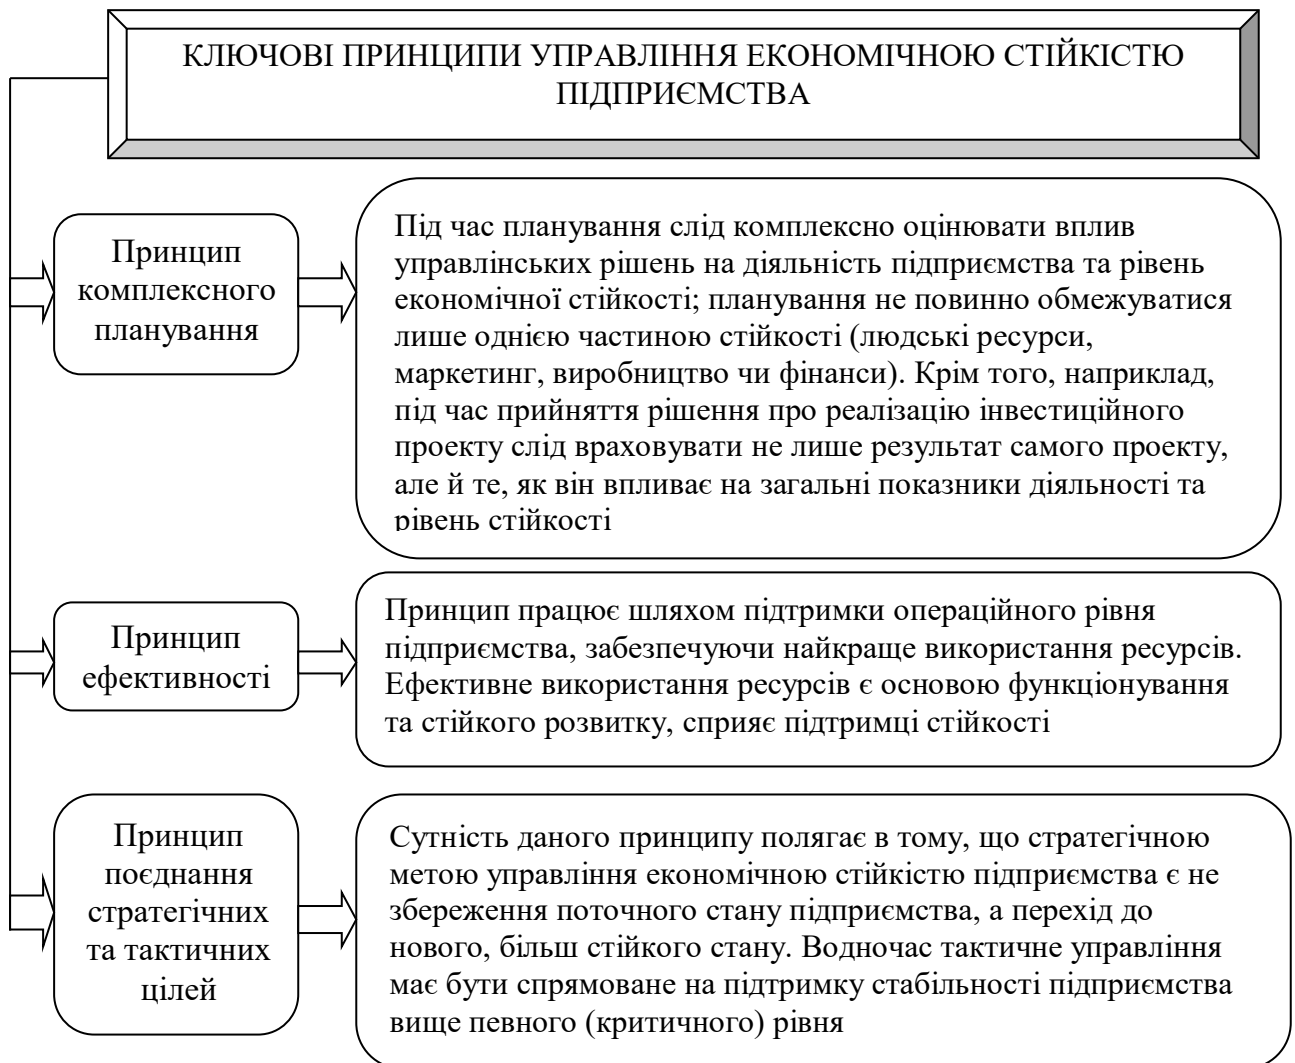 КЛЮЧОВІ ПРИНЦИПИ УПРАВЛІННЯ ЕКОНОМІЧНОЮ СТІЙКІСТЮ
ПІДПРИЄМСТВА
Принцип
комплексного
планування
Під час планування слід комплексно оцінювати вплив
управлінських рішень на діяльність підприємства та рівень
економічної стійкості; планування не повинно обмежуватися
лише однією частиною стійкості (людські ресурси,
маркетинг, виробництво чи фінанси). Крім того, наприклад,
під час прийняття рішення про реалізацію інвестиційного
проекту слід враховувати не лише результат самого проекту,
але й те, як він впливає на загальні показники діяльності та
рівень стійкості
Принцип
ефективності
Принцип працює шляхом підтримки операційного рівня
підприємства, забезпечуючи найкраще використання ресурсів.
Ефективне використання ресурсів є основою функціонування
та стійкого розвитку, сприяє підтримці стійкості
Принцип
поєднання
стратегічних
та тактичних
цілей
Сутність даного принципу полягає в тому, що стратегічною
метою управління економічною стійкістю підприємства є не
збереження поточного стану підприємства, а перехід до
нового, більш стійкого стану. Водночас тактичне управління
має бути спрямоване на підтримку стабільності підприємства
вище певного (критичного) рівня